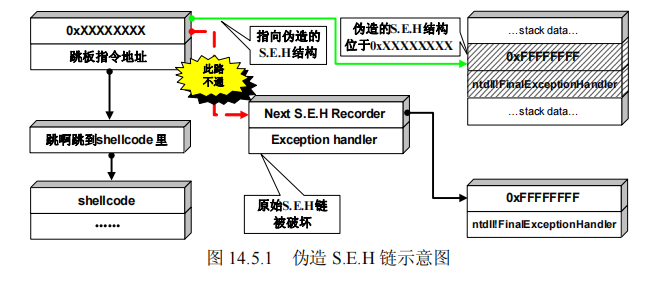 0xXXXXXXXX
跳板指令地址
指向伪造的
S.E.H结构
伪造的S.E.H结构
位于0xXXXXXXXX
…stack data…
0xFFFFFFFF
ntdll!FinalExceptionHandler
…stack data…
此路
不通
跳啊跳到shellcode 里
Next S.E.H Recorder
Exception handler
shellcode
……
原始S.E.H链
被破坏
0xFFFFFFFF
ntdll!FinalExceptionHandler
图 14.5.1 伪造 S.E.H 链示意图